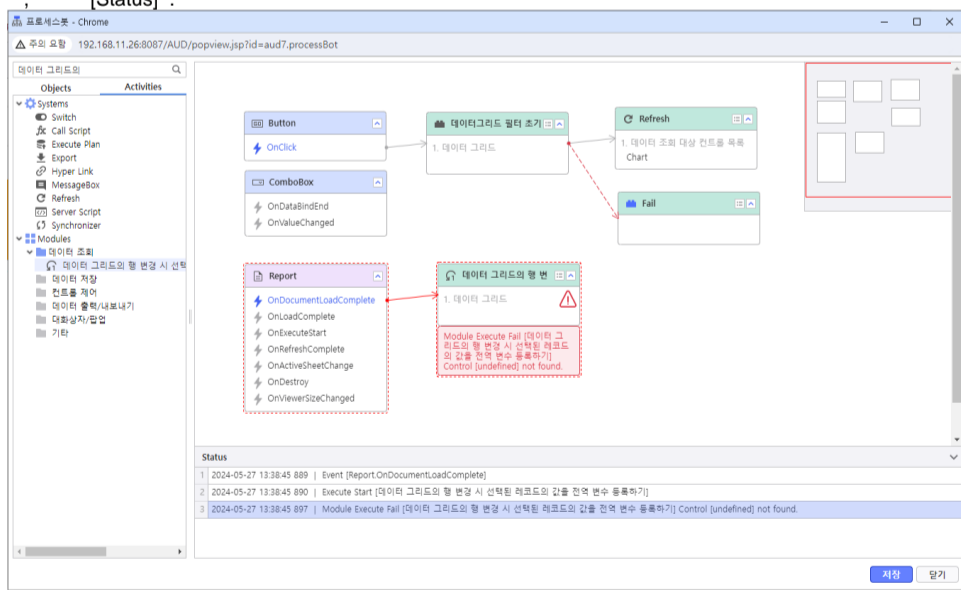 , [Status] .
프로세스봇 - Chrome
주의 요함 192.168.11.26:8087/AUD/popview.jsp?id=aud7.processBot
데이터 그리드의
Objects Activities
Systems
Switch
fx Call Script
Execute Plan
Export
Hyper Link
MessageBox
Refresh
Server Script
Synchronizer
Modules
데이터 조회
데이터 그리드의 행 변경 시 선택
데이터 저장
컨트롤 제어
데이터 출력/내보내기
대화상자/팝업
기타
Button
OnClick
ComboBox
OnDataBindEnd
OnValueChanged
데이터그리드 필터 초기
1. 데이터 그리드
Refresh
1. 데이터 조회 대상 컨트롤 목록
Chart
Fail
Report
OnDocumentLoadComplete
OnLoadComplete
OnExecuteStart
OnRefreshComplete
OnActiveSheetChange
OnDestroy
OnViewerSizeChanged
데이터 그리드의 행 변
1. 데이터 그리드
Module Execute Fail [데이터 그
리드의 행 변경 시 선택된 레코드
의 값을 전역 변수 등록하기]
Control [undefined] not found.
Status
1 2024-05-27 13:38:45 889 | Event [Report.OnDocumentLoadComplete]
2 2024-05-27 13:38:45 890 | Execute Start [데이터 그리드의 행 변경 시 선택된 레코드의 값을 전역 변수 등록하기]
3 2024-05-27 13:38:45 897 | Module Execute Fail [데이터 그리드의 행 변경 시 선택된 레코드의 값을 전역 변수 등록하기] Control [undefined] not found.
저장 닫기